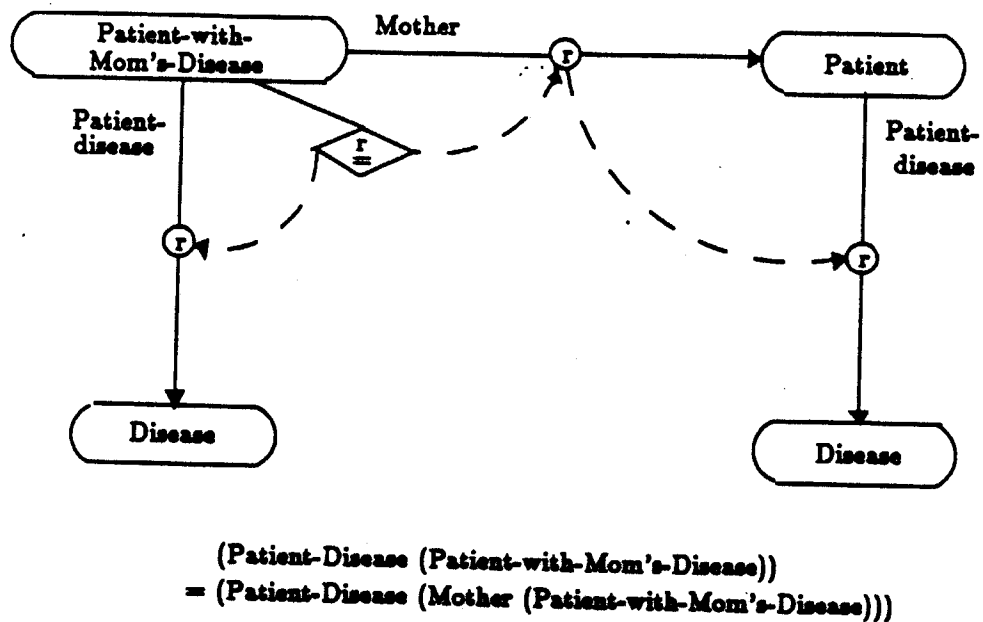 Mother
Patient-with-
Mom's-Disease
r
Patient
Patient-
disease
r
=
Patient-
disease
r
r
Disease
Disease
(Patient-Disease (Patient-with-Mom's-Disease))
= (Patient-Disease (Mother (Patient-with-Mom's-Disease)))